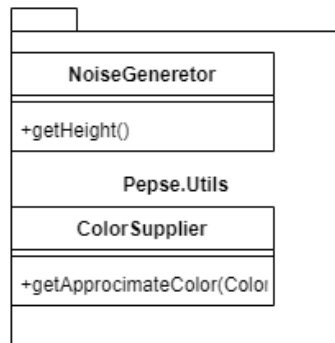 NoiseGeneretor
+getHeight()
Pepse.Utils
ColorSupplier
+getApprocimateColor(Color